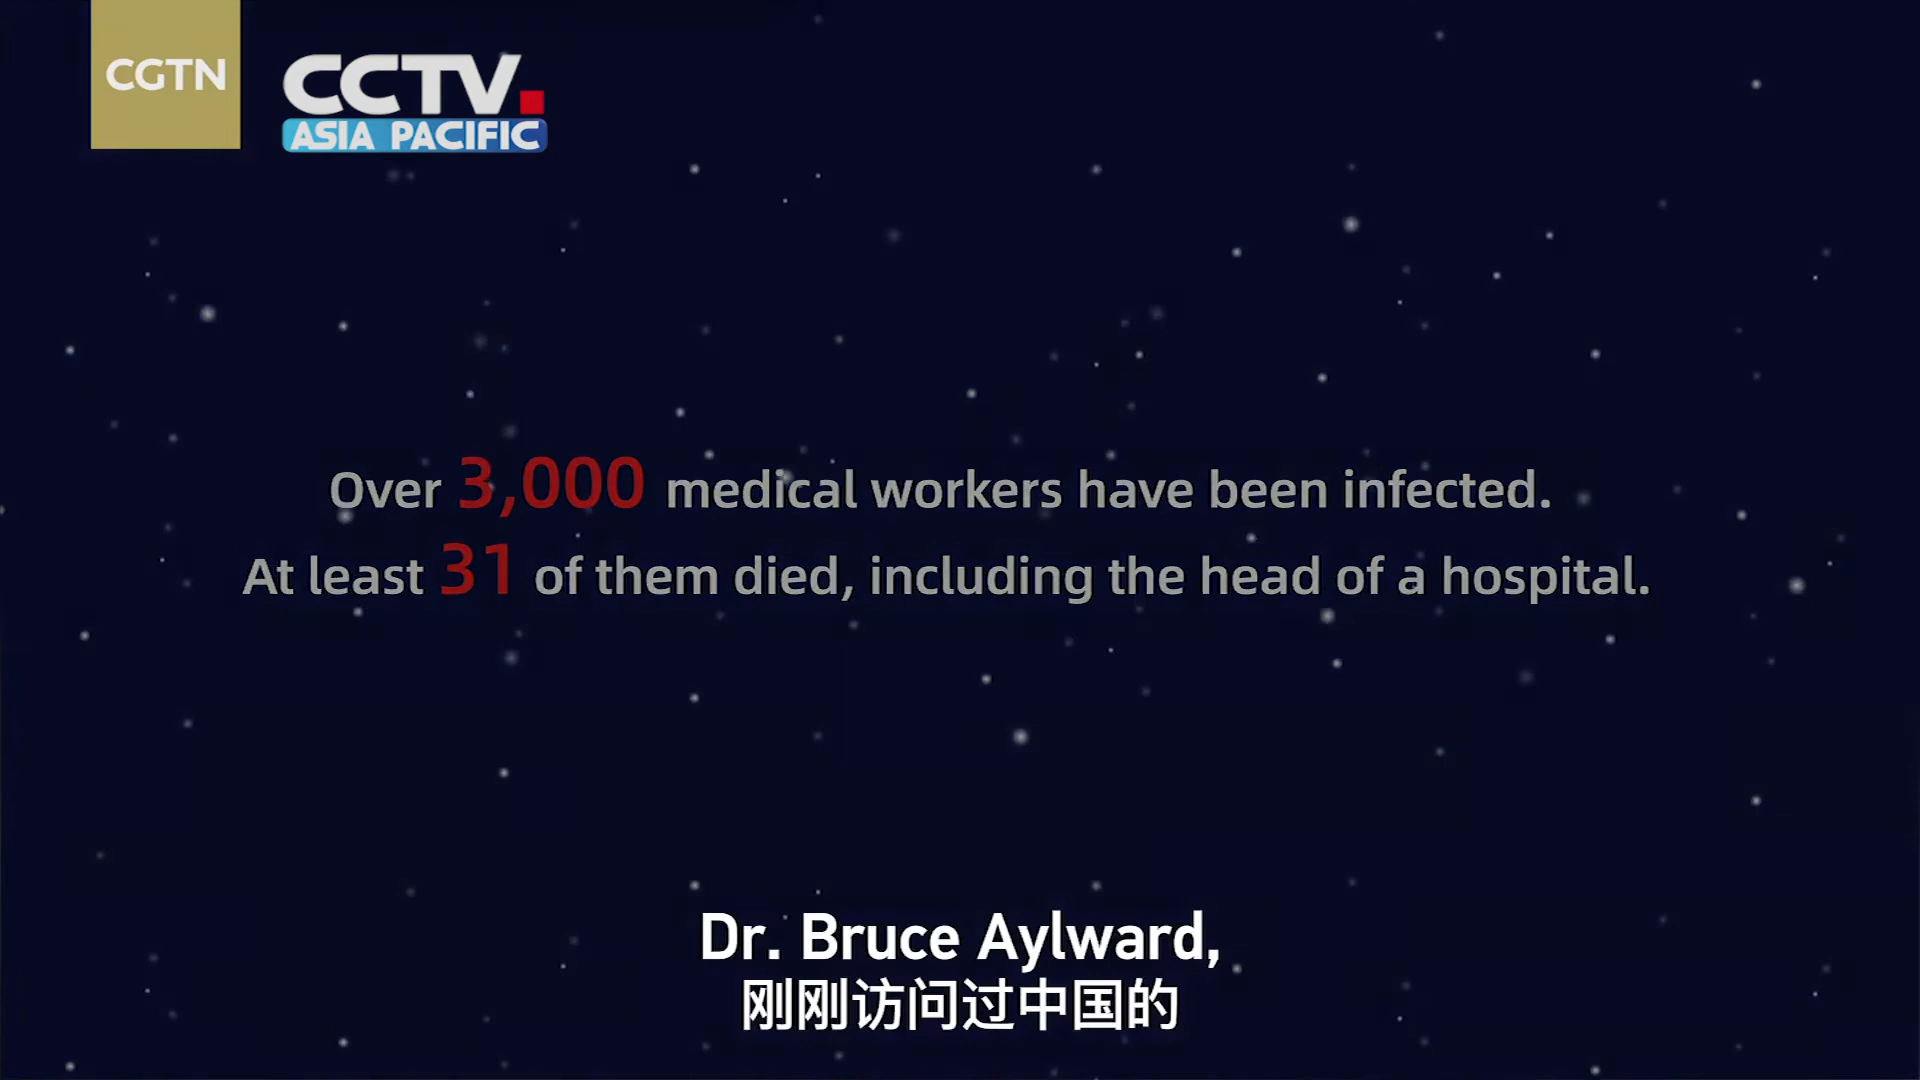 CGTN
CCTV.
ASIA PACIFIC
Over 3,000 medical workers have been infected.
At least 31 of them died, including the head of a hospital.
Dr. Bruce Aylward,
刚刚访问过中国的